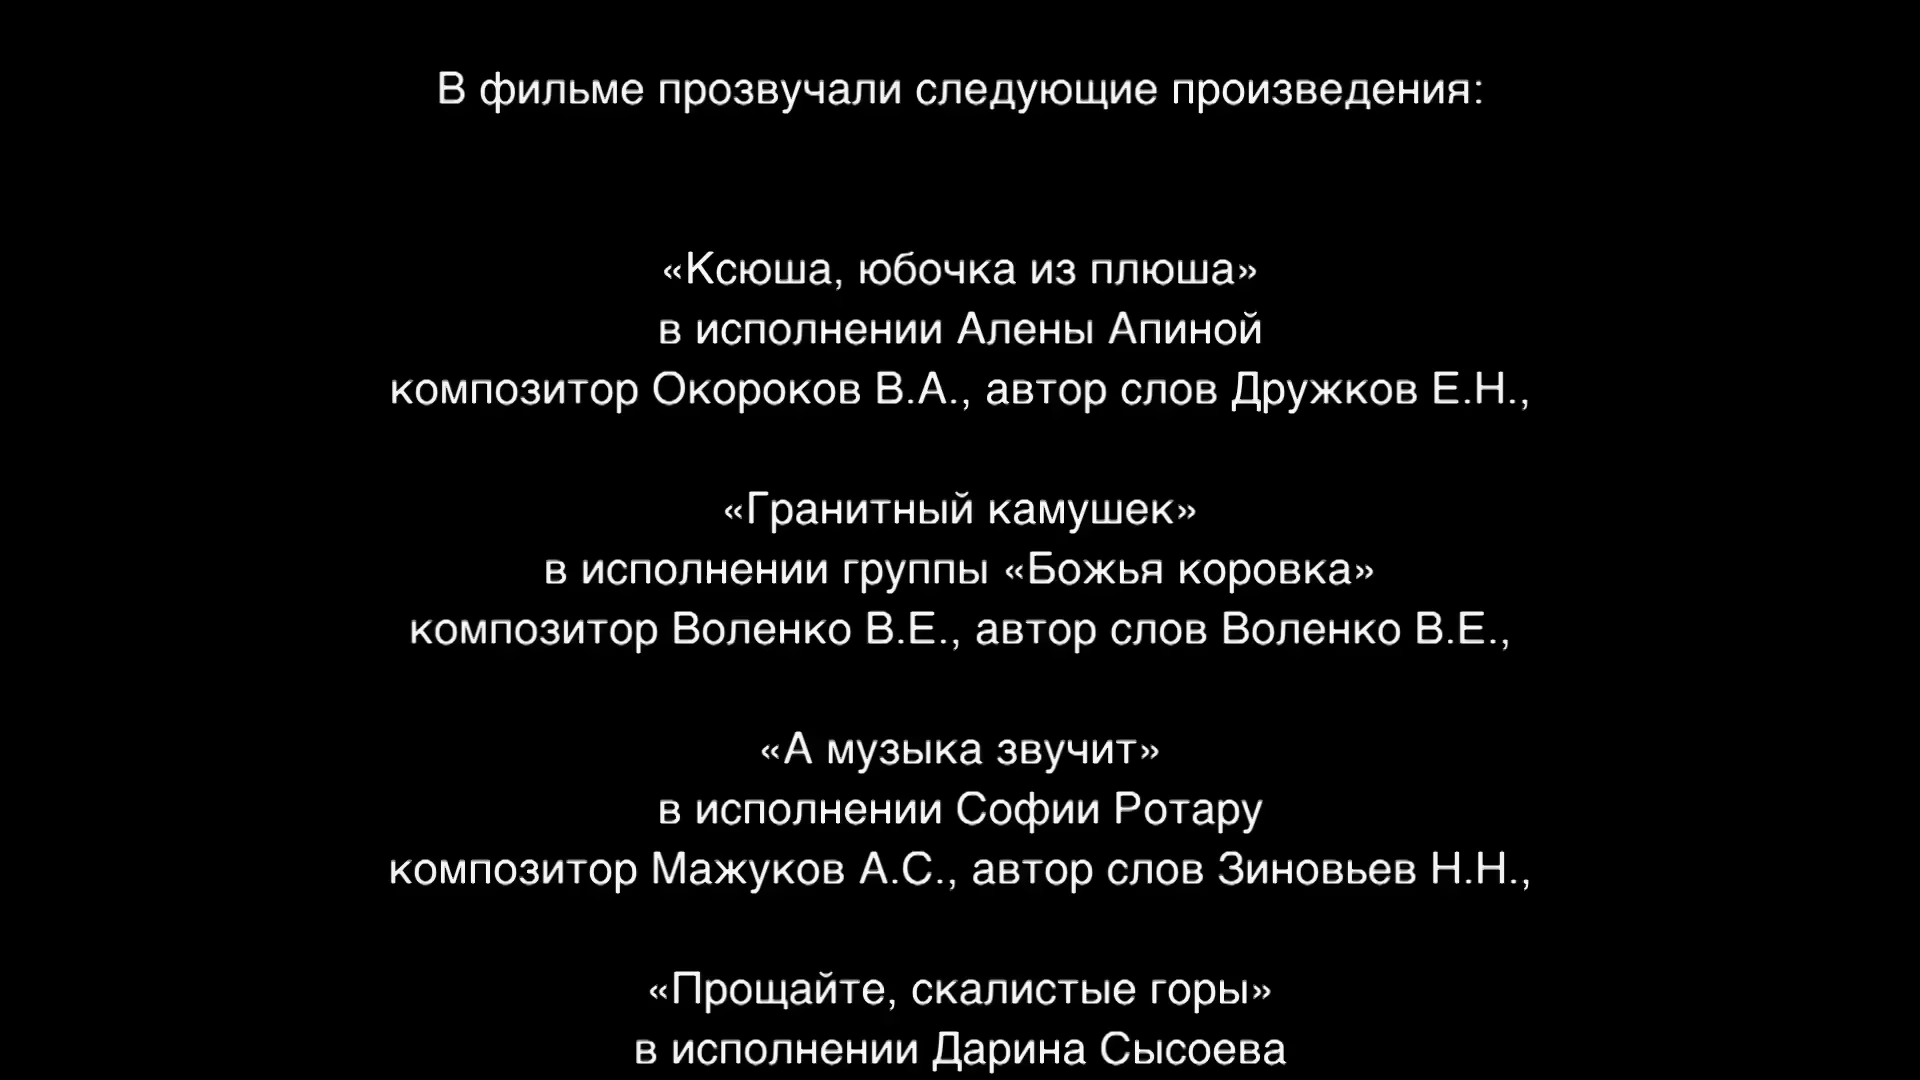 В фильме прозвучали следующие произведения:
«Ксюша, юбочка из плюша»
в исполнении Алены Апиной
композитор Окороков В.А., автор слов Дружков Е.Н.,
«Гранитный камушек»
в исполнении группы «Божья коровка»
композитор Воленко В.Е., автор слов Воленко В.Е.,
«А музыка звучит»
в исполнении Софии Ротару
композитор Мажуков А.С., автор слов Зиновьев Н.Н.,
«Прощайте, скалистые горы»
в исполнении Дарина Сысоева